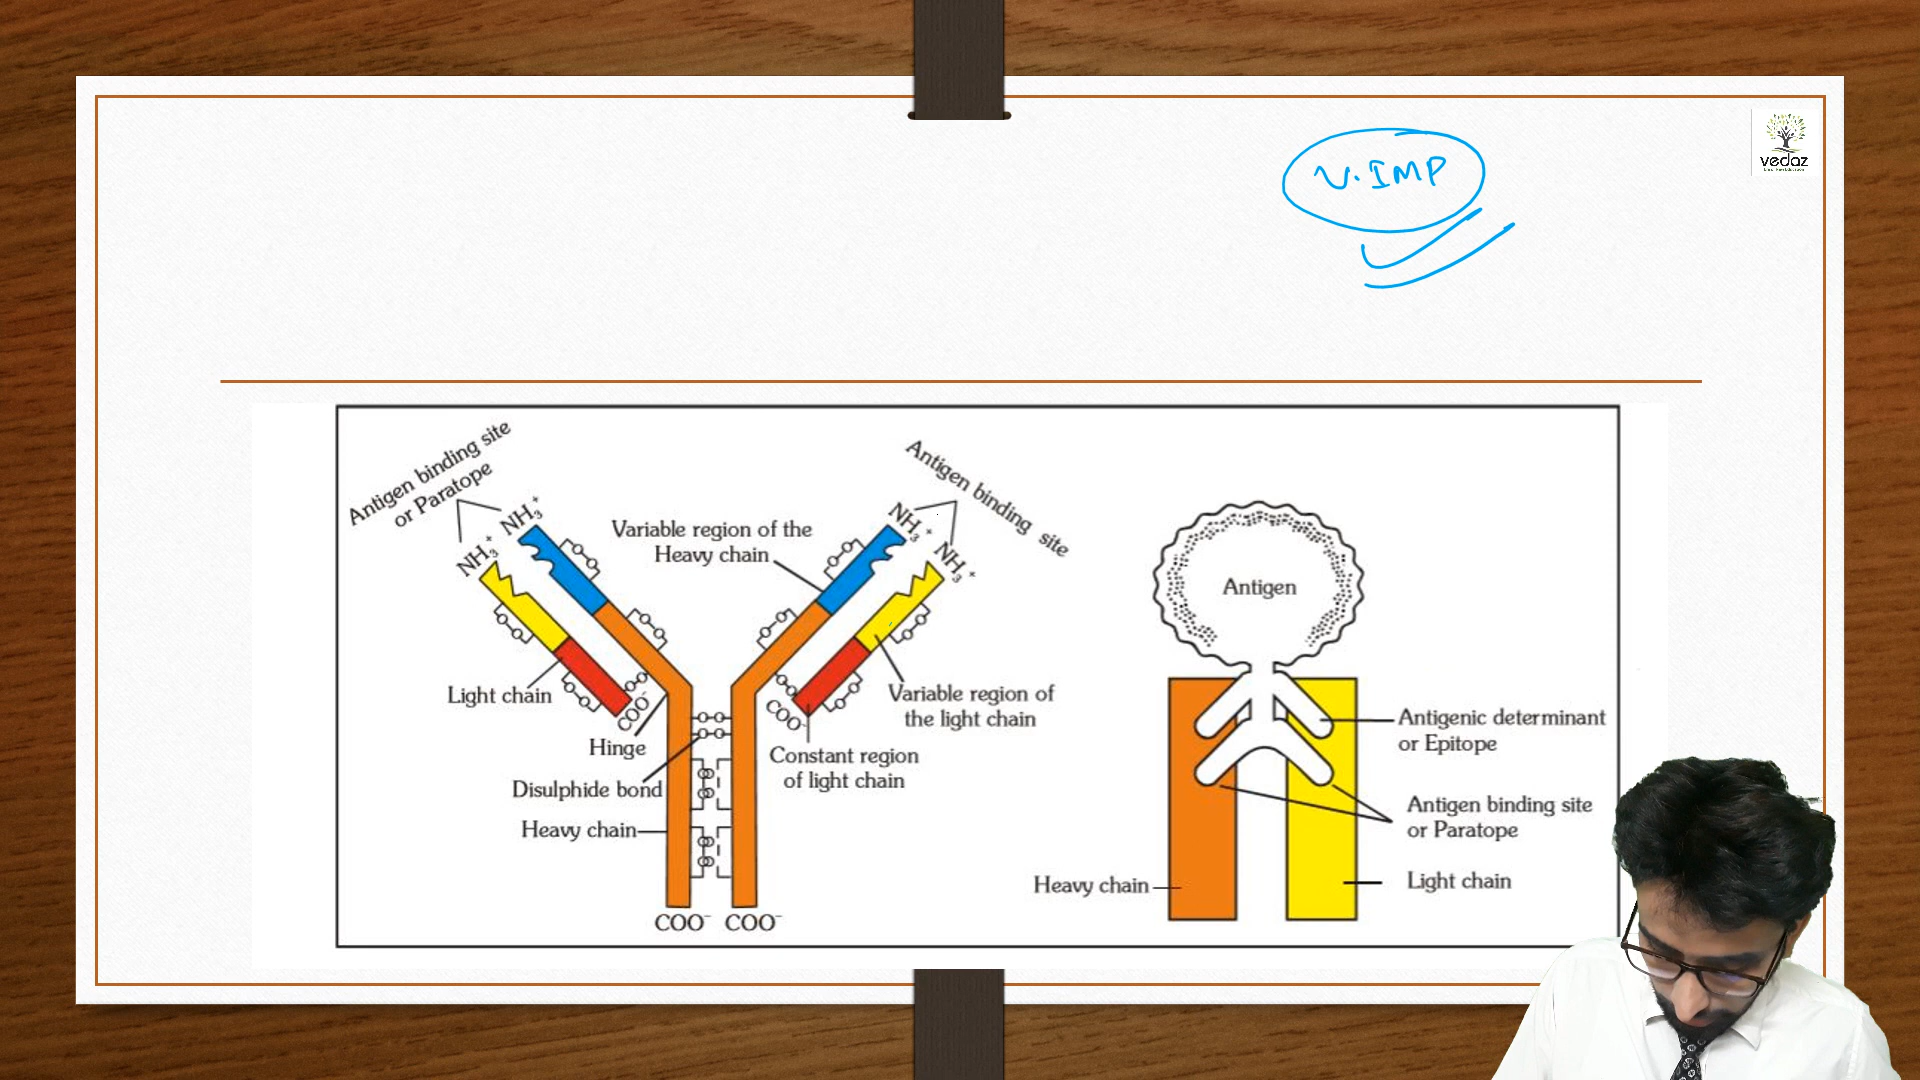 V. IMP
vedaz
Antigen binding site
or Paratope
NH₃⁺
NH₃⁺
Variable region of the
Heavy chain
NH₃⁺
NH₃⁺
Antigen binding site
Light chain
COO⁻
Hinge
Disulphide bond
Heavy chain
COO⁻ COO⁻
COO⁻
Variable region of
the light chain
Constant region
of light chain
Antigen
Antigenic determinant
or Epitope
Antigen binding site
or Paratope
Heavy chain
Light chain